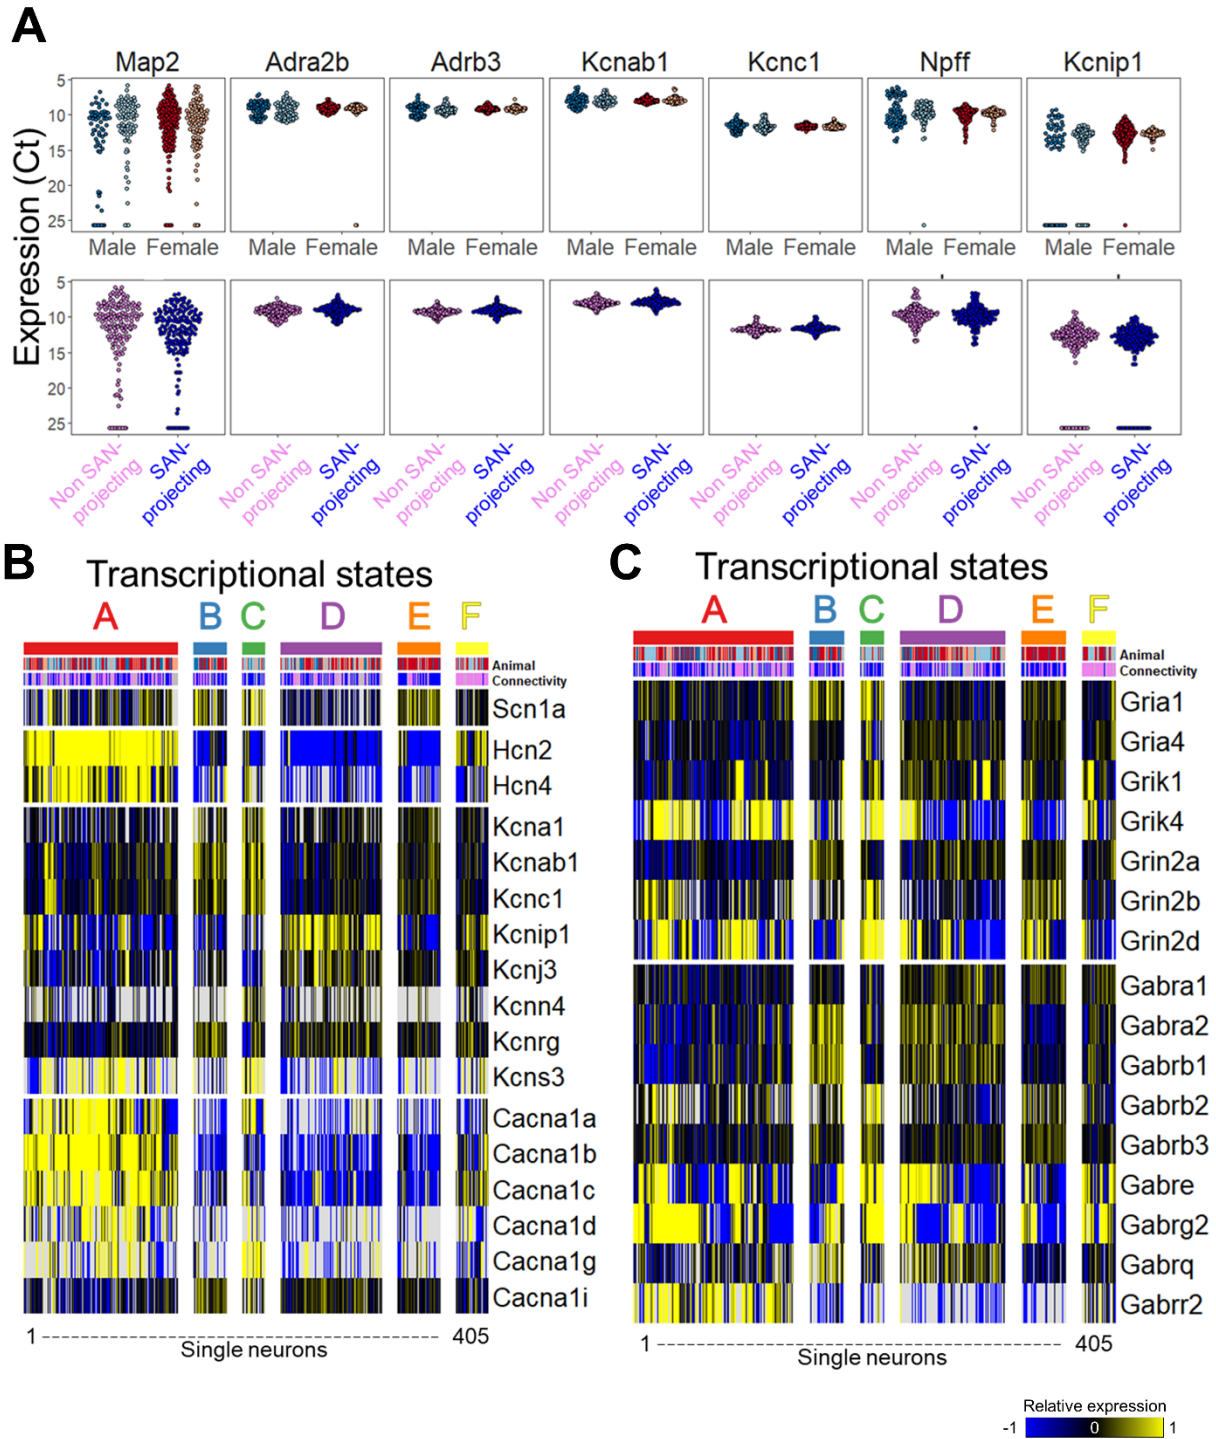 A
Map2 Adra2b Adrb3 Kcnab1 Kcnc1 Npff Kcnip1
Expression (Ct)
5
10
15
20
25
Male Female Male Female Male Female Male Female Male Female Male Female Male Female
5
10
15
20
25
Non SAN-projecting SAN-projecting Non SAN-projecting SAN-projecting Non SAN-projecting SAN-projecting Non SAN-projecting SAN-projecting Non SAN-projecting SAN-projecting Non SAN-projecting SAN-projecting Non SAN-projecting SAN-projecting
B
Transcriptional states
A B C D E F
Animal
Connectivity
Scn1a
Hcn2
Hcn4
Kcna1
Kcnab1
Kcnc1
Kcnip1
Kcnj3
Kcnn4
Kcnrg
Kcns3
Cacna1a
Cacna1b
Cacna1c
Cacna1d
Cacna1g
Cacna1i
1 405
Single neurons
C
Transcriptional states
A B C D E F
Animal
Connectivity
Gria1
Gria4
Grik1
Grik4
Grin2a
Grin2b
Grin2d
Gabra1
Gabra2
Gabrb1
Gabrb2
Gabrb3
Gabre
Gabrg2
Gabrq
Gabrr2
1 405
Single neurons
Relative expression
-1 0 1